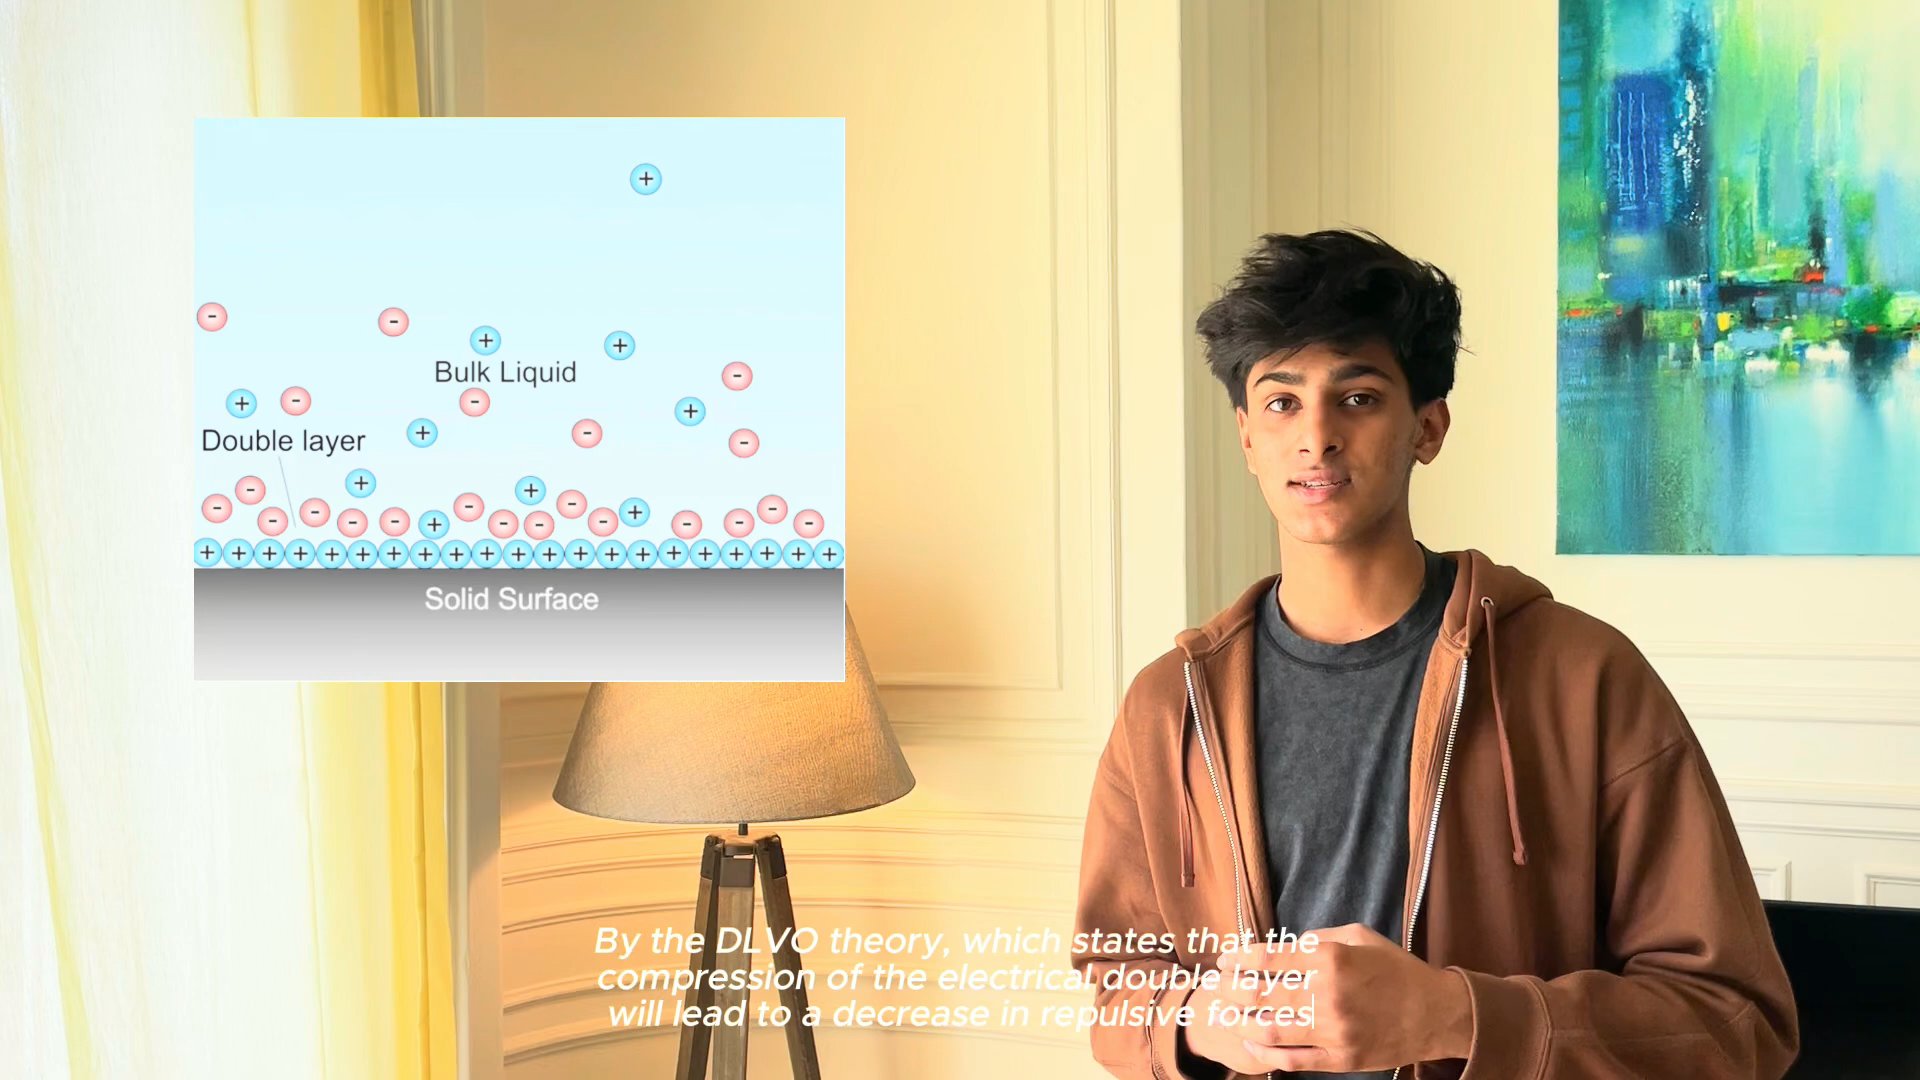 Bulk Liquid
Double layer
Solid Surface
By the DLVO theory, which states that the
compression of the electrical double layer
will lead to a decrease in repulsive forces